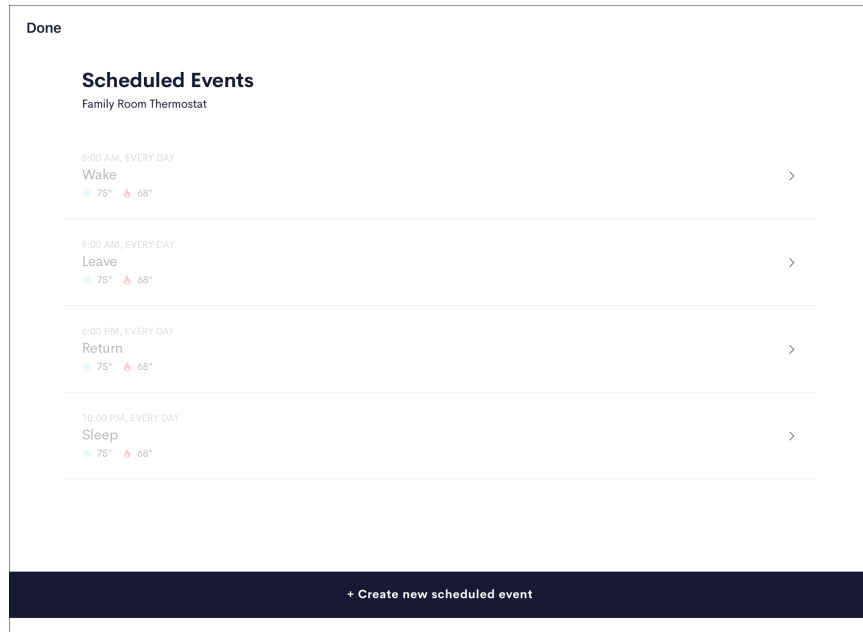 Done
Scheduled Events
Family Room Thermostat
8:00 AM, EVERY DAY
Wake
75° 68°
9:00 AM, EVERY DAY
Leave
75° 68°
6:00 PM, EVERY DAY
Return
75° 68°
10:00 PM, EVERY DAY
Sleep
75° 68°
+ Create new scheduled event